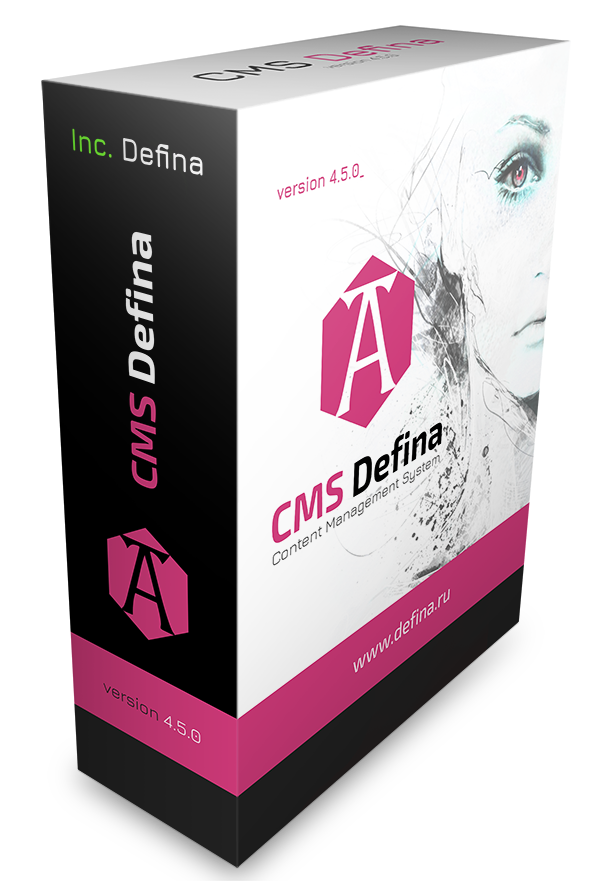 CMS Defina
version 4.5.0
Inc. Defina
CMS Defina
A
version 4.5.0
version 4.5.0_
A
CMS Defina
Content Management System
www.defina.ru